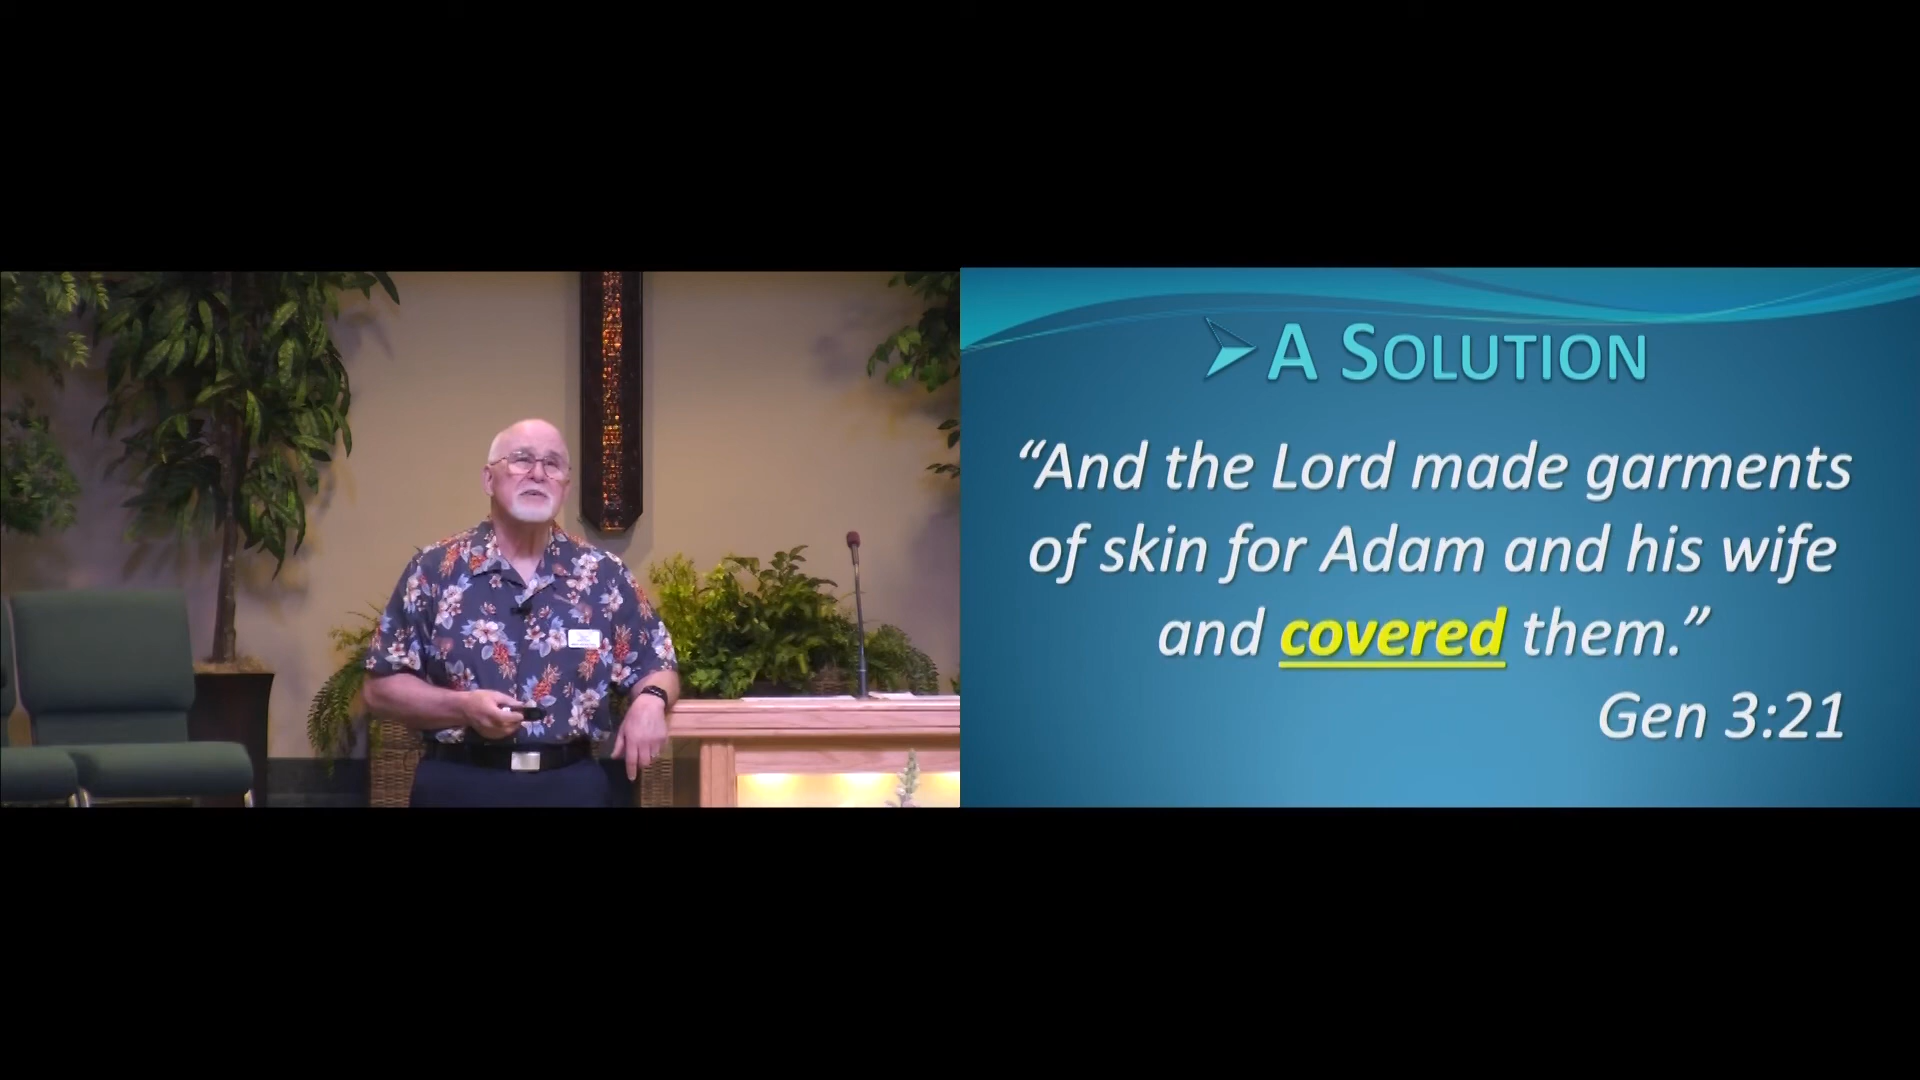 A SOLUTION
“And the Lord made garments
of skin for Adam and his wife
and covered them.”
Gen 3:21